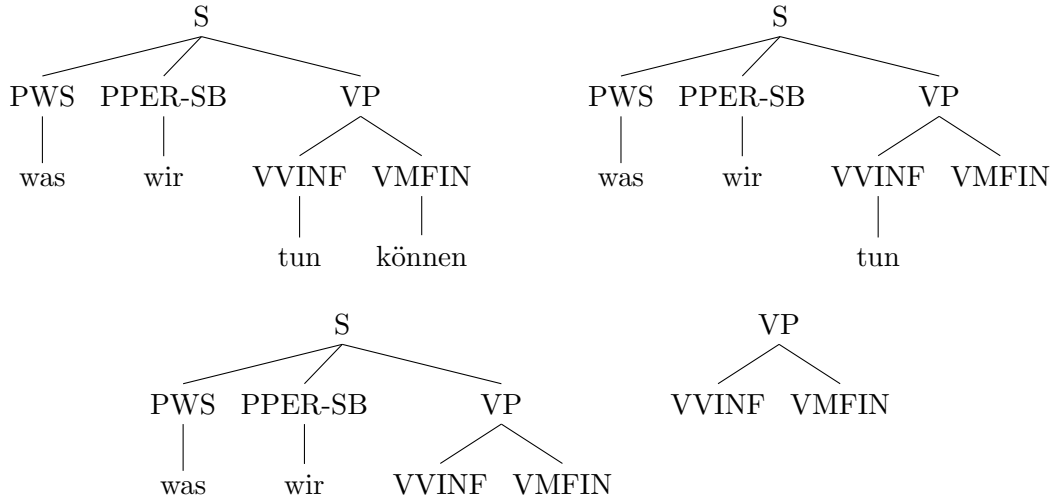 S S
PWS PPER-SB VP PWS PPER-SB VP
was wir VVINF VMFIN was wir VVINF VMFIN
tun können tun
S VP
PWS PPER-SB VP VVINF VMFIN
was wir VVINF VMFIN